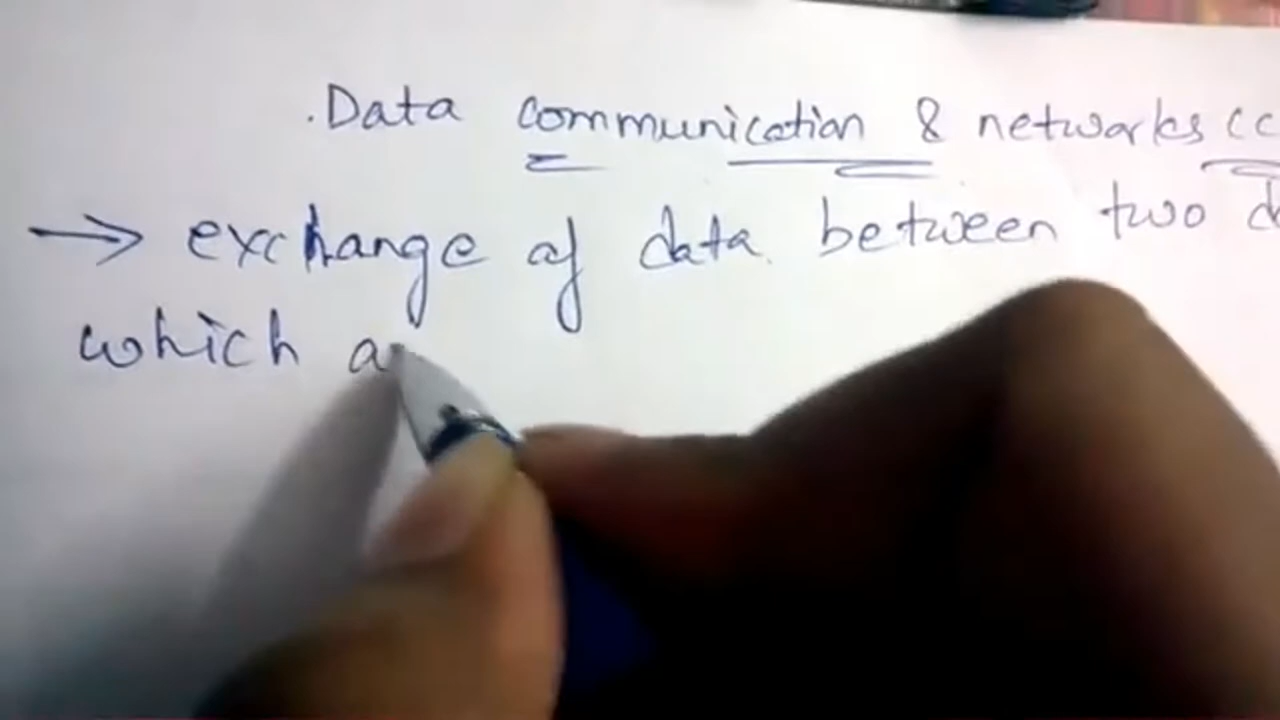 .Data communication & networks
→ exchange of data between two
which